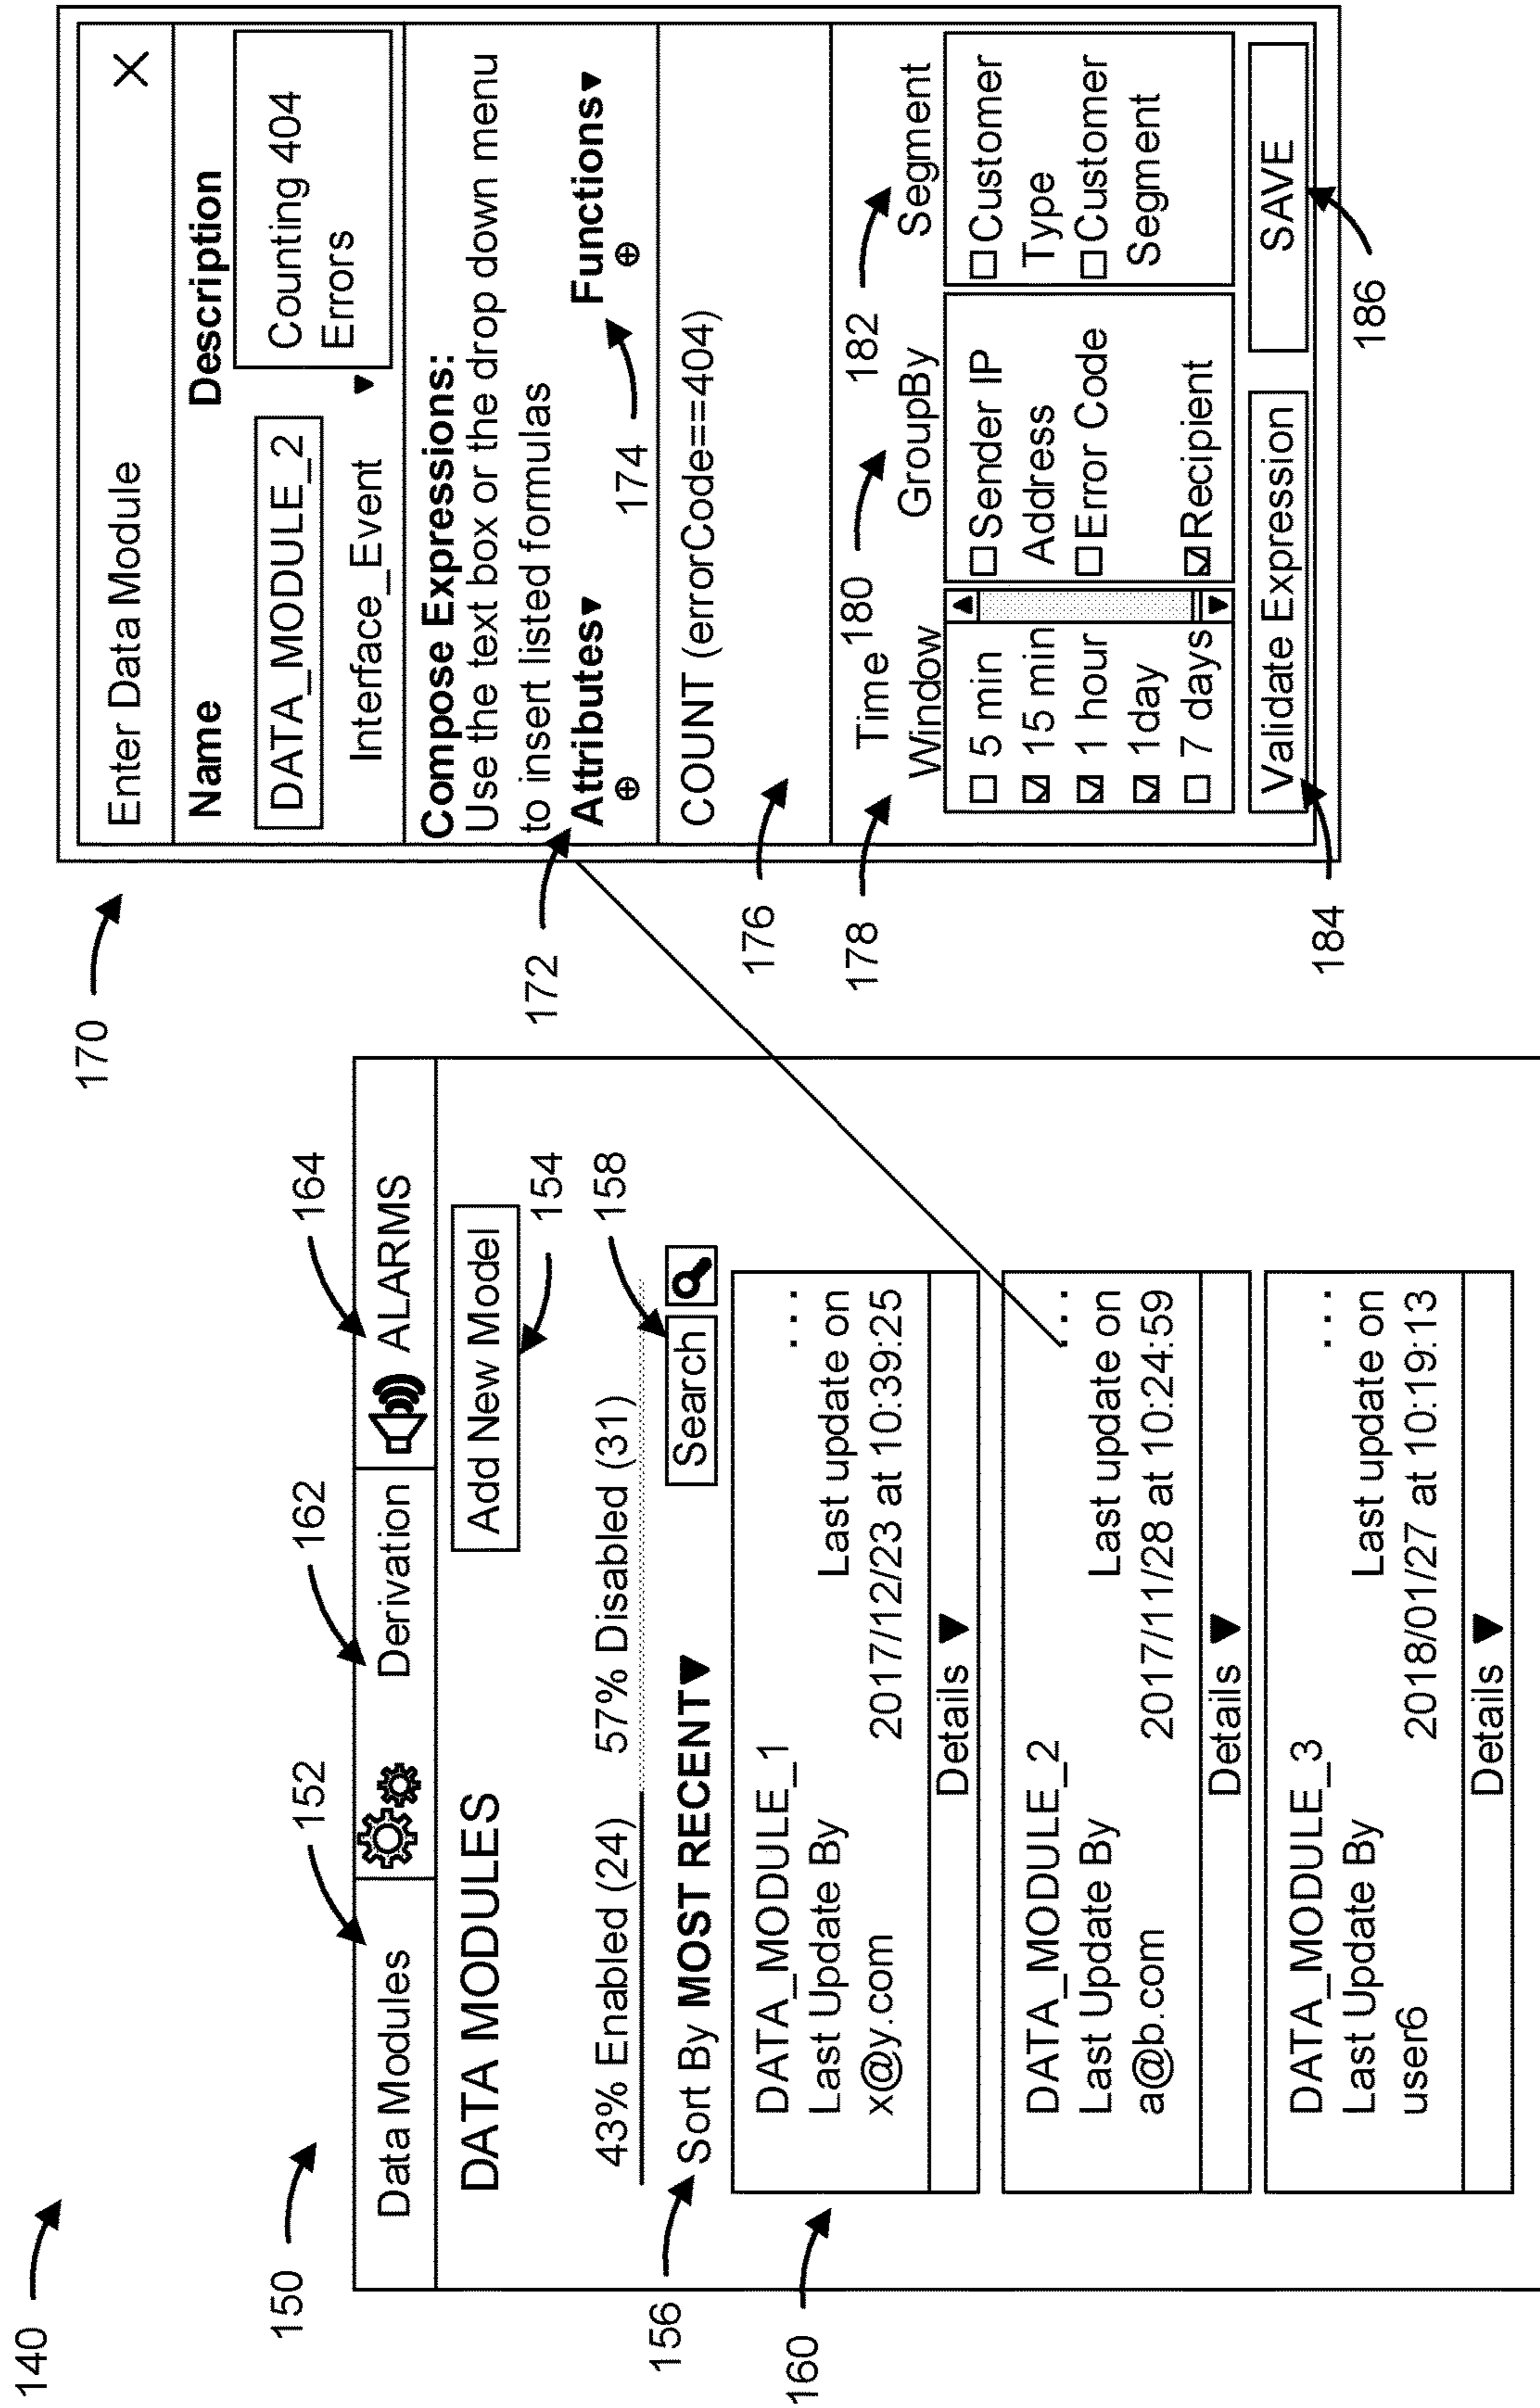 140
150
152
162
164
Data Modules
Derivation
ALARMS
DATA MODULES
Add New Model
154
43% Enabled (24)
57% Disabled (31)
158
156
Sort By MOST RECENT▼
Search
160
DATA_MODULE_1
...
Last Update By
Last update on
x@y.com
2017/12/23 at 10:39:25
Details ▼
DATA_MODULE_2
...
Last Update By
Last update on
a@b.com
2017/11/28 at 10:24:59
Details ▼
DATA_MODULE_3
...
Last Update By
Last update on
user6
2018/01/27 at 10:19:13
Details ▼
170
Enter Data Module
X
Name
Description
DATA_MODULE_2
Counting 404
Errors
Interface_Event ▼
Compose Expressions:
Use the text box or the drop down menu
to insert listed formulas
172
Attributes▼
⊕
174
Functions▼
⊕
COUNT (errorCode==404)
176
178
Time
Window
180
GroupBy
182
Segment
☐ 5 min
☑ 15 min
☑ 1 hour
☑ 1day
☐ 7 days
☐Sender IP
Address
☐Error Code
☑Recipient
☐Customer
Type
☐Customer
Segment
Validate Expression
SAVE
184
186